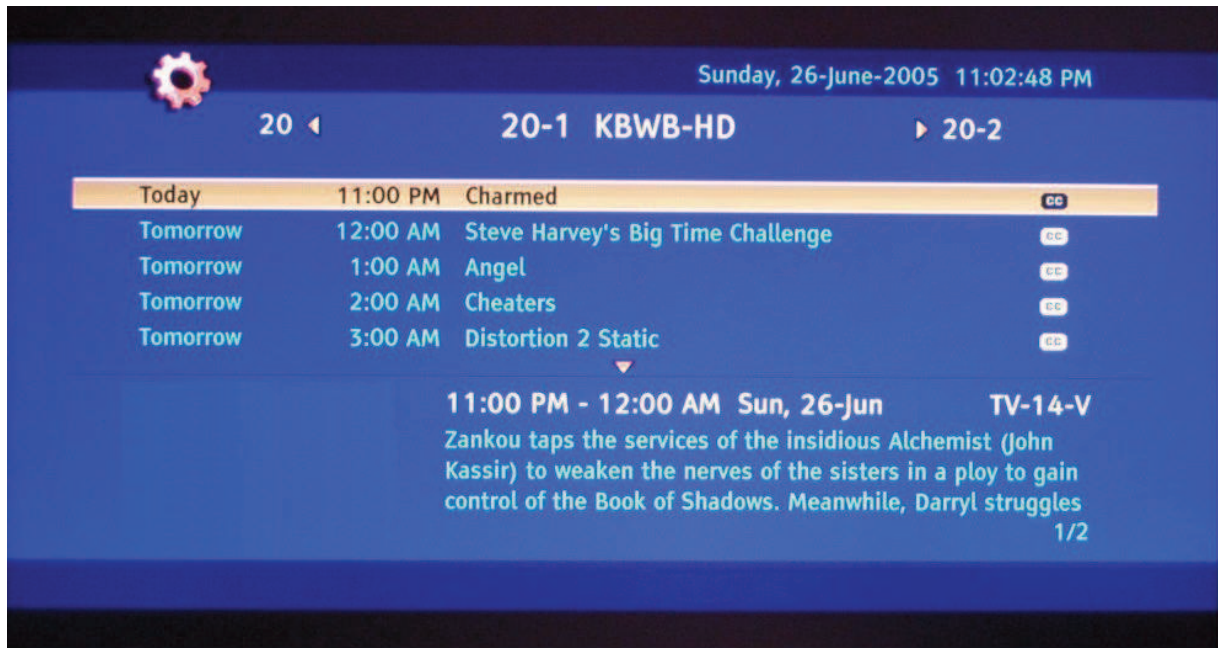 Sunday, 26-June-2005 11:02:48 PM
20 20-1 KBWB-HD 20-2
Today 11:00 PM Charmed CC
Tomorrow 12:00 AM Steve Harvey's Big Time Challenge CC
Tomorrow 1:00 AM Angel CC
Tomorrow 2:00 AM Cheaters CC
Tomorrow 3:00 AM Distortion 2 Static CC
11:00 PM - 12:00 AM Sun, 26-Jun TV-14-V
Zankou taps the services of the insidious Alchemist (John
Kassir) to weaken the nerves of the sisters in a ploy to gain
control of the Book of Shadows. Meanwhile, Darryl struggles
1/2